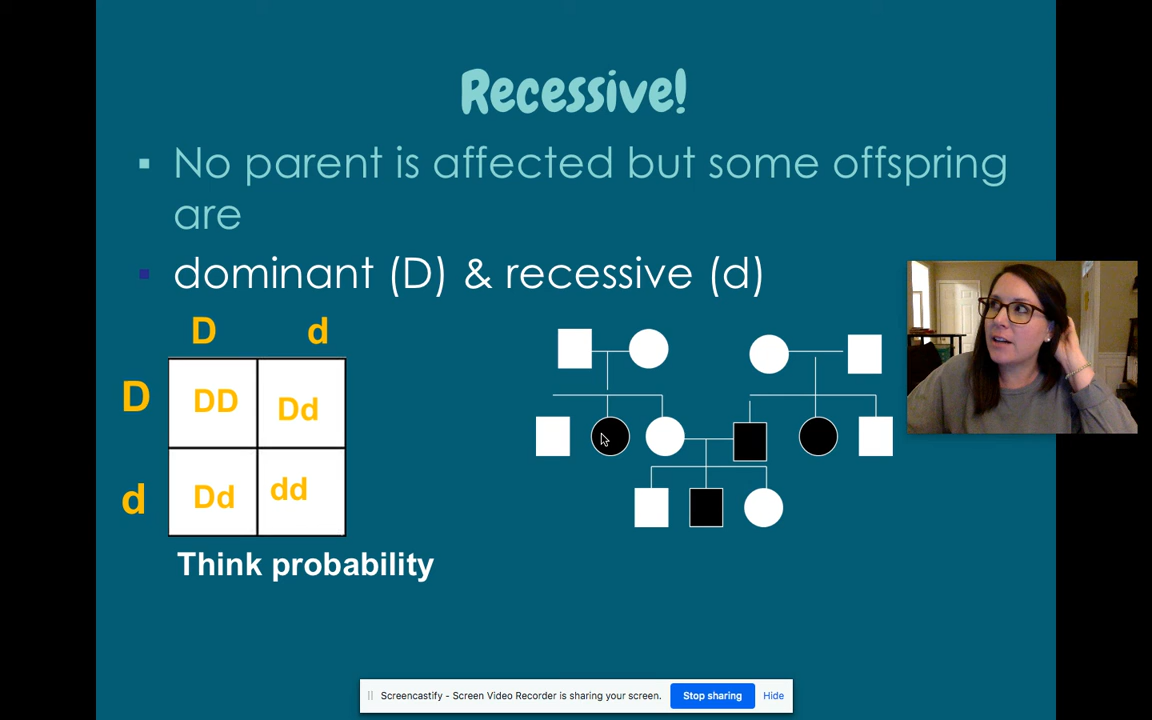 Recessive!
▪ No parent is affected but some offspring
are
▪ dominant (D) & recessive (d)
D d
D DD Dd
d Dd dd
Think probability
Screencastify - Screen Video Recorder is sharing your screen. Stop sharing Hide